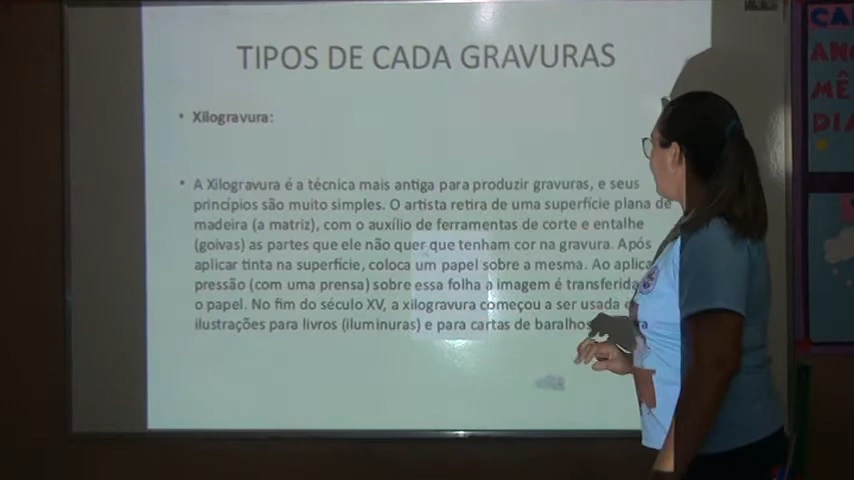 TIPOS DE CADA GRAVURAS
• Xilogravura:
• A Xilogravura é a técnica mais antiga para produzir gravuras, e seus
princípios são muito simples. O artista retira de uma superfície plana de
madeira (a matriz), com o auxílio de ferramentas de corte e entalhe
(goivas) as partes que ele não quer que tenham cor na gravura. Após
aplicar tinta na superfície, coloca um papel sobre a mesma. Ao aplica
pressão (com uma prensa) sobre essa folha a imagem é transferida
o papel. No fim do século XV, a xilogravura começou a ser usada
ilustrações para livros (iluminuras) e para cartas de baralhos
CA
MÊ
DIA